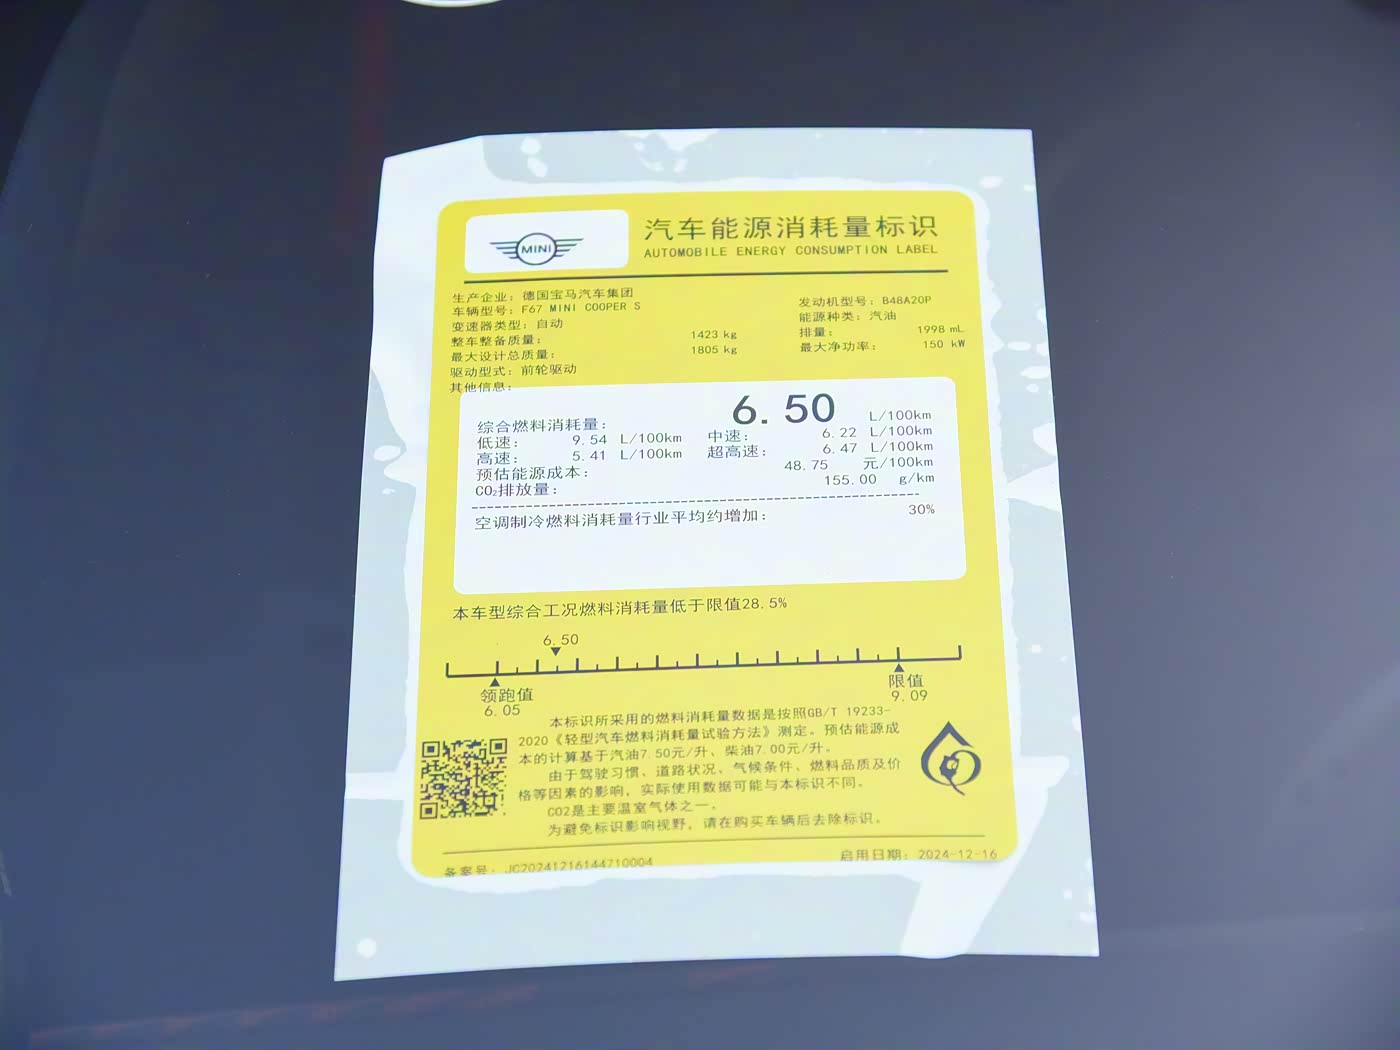 MINI
汽车能源消耗量标识
AUTOMOBILE ENERGY CONSUMPTION LABEL
生产企业：德国宝马汽车集团
车辆型号：F67 MINI COOPER S
变速器类型：自动
整车整备质量： 1423 kg
最大设计总质量： 1805 kg
驱动型式：前轮驱动
其他信息：
发动机型号：B48A20P
能源种类：汽油
排量： 1998 mL
最大净功率： 150 kW
综合燃料消耗量： 6.50 L/100km
低速： 9.54 L/100km 中速： 6.22 L/100km
高速： 5.41 L/100km 超高速： 6.47 L/100km
预估能源成本： 48.75 元/100km
CO₂排放量： 155.00 g/km
空调制冷燃料消耗量行业平均约增加： 30%
本车型综合工况燃料消耗量低于限值28.5%
6.50
领跑值 限值
6.05 9.09
本标识所采用的燃料消耗量数据是按照GB/T 19233-
2020《轻型汽车燃料消耗量试验方法》测定。预估能源成
本的计算基于汽油7.50元/升、柴油7.00元/升。
由于驾驶习惯、道路状况、气候条件、燃料品质及价
格等因素的影响，实际使用数据可能与本标识不同。
CO2是主要温室气体之一。
为避免标识影响视野，请在购买车辆后去除标识。
备案号：JC20241216144710004 启用日期：2024-12-16